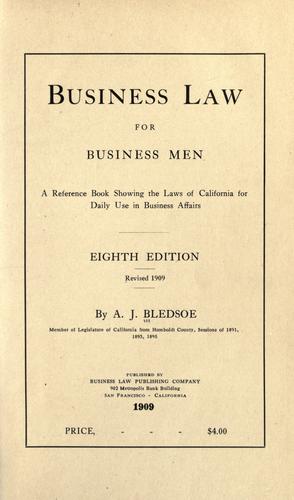 BUSINESS LAW
FOR
BUSINESS MEN
A Reference Book Showing the Laws of California for
Daily Use in Business Affairs
EIGHTH EDITION
Revised 1909
By A. J. BLEDSOE
Member of Legislature of California from Humboldt County, Sessions of 1891,
1893, 1895
PUBLISHED BY
BUSINESS LAW PUBLISHING COMPANY
902 Metropolis Bank Building
SAN FRANCISCO - CALIFORNIA
1909
PRICE, - - - $4.00